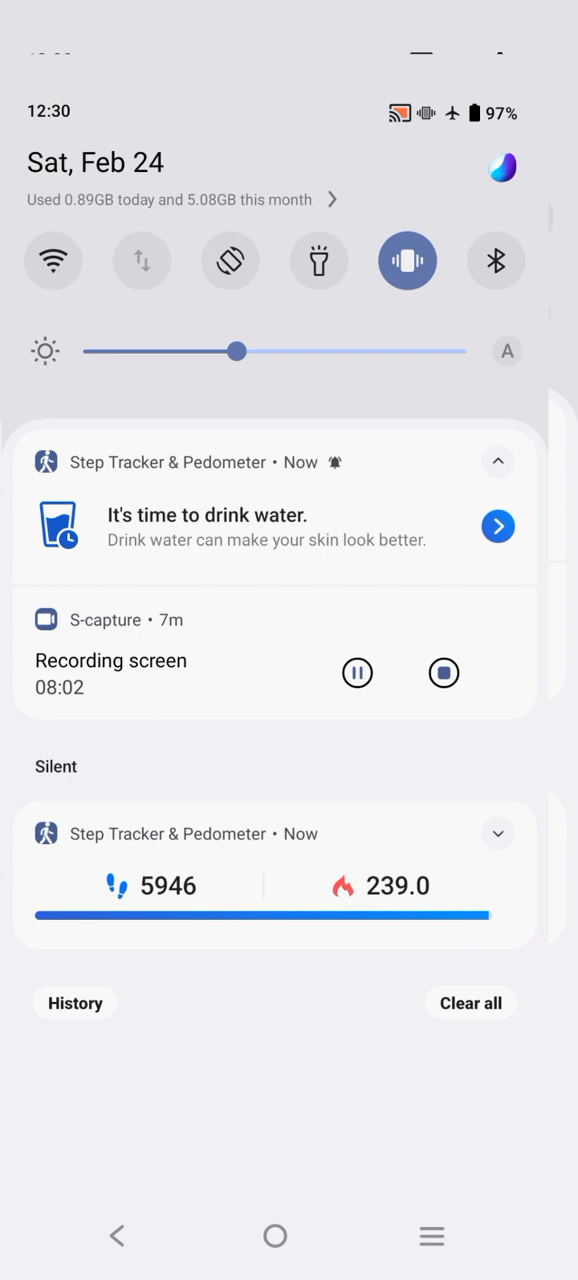 12:30
97%
Sat, Feb 24
Used 0.89GB today and 5.08GB this month
A
Step Tracker & Pedometer • Now
It's time to drink water.
Drink water can make your skin look better.
S-capture • 7m
Recording screen
08:02
Silent
Step Tracker & Pedometer • Now
5946
239.0
History
Clear all